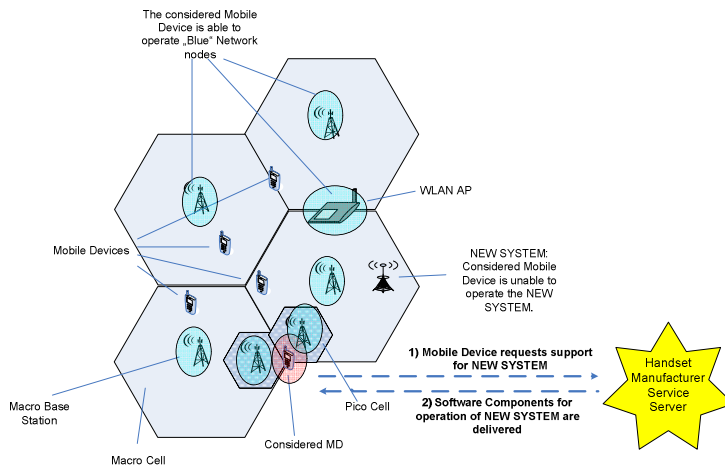 The considered Mobile
Device is able to
operate „Blue“ Network
nodes
WLAN AP
Mobile Devices
NEW SYSTEM:
Considered Mobile
Device is unable to
operate the NEW
SYSTEM.
1) Mobile Device requests support
for NEW SYSTEM
Handset
Manufacturer
Service
Server
2) Software Components for
operation of NEW SYSTEM are
delivered
Macro Base
Station
Pico Cell
Considered MD
Macro Cell